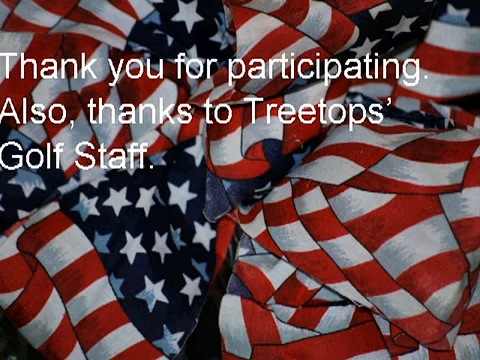 Thank you for participating.
Also, thanks to Treetops’
Golf Staff.